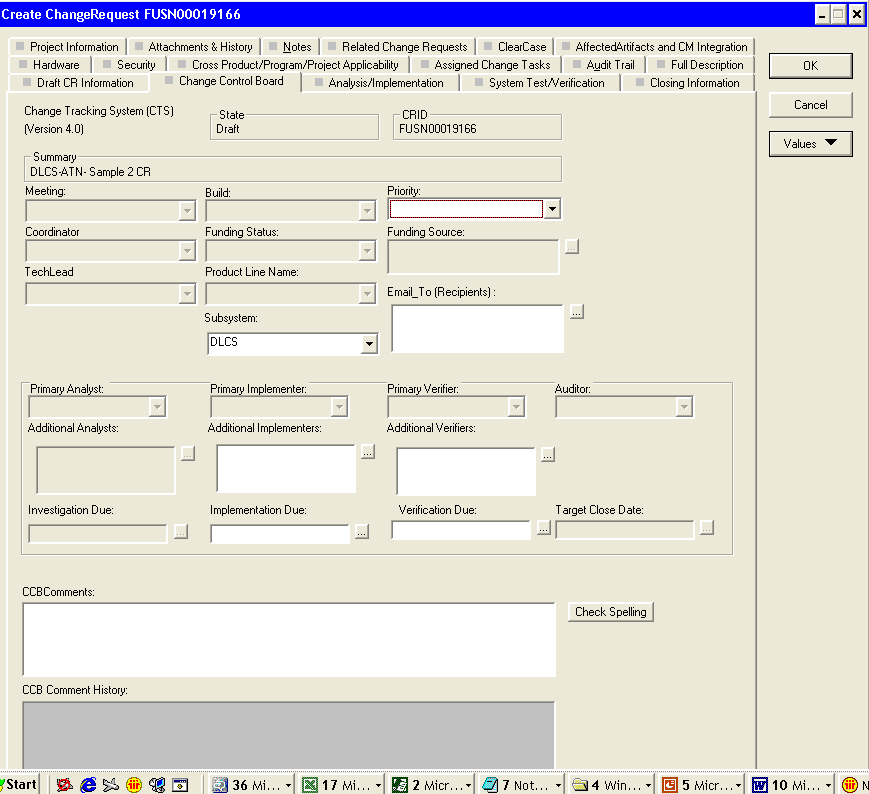 Create ChangeRequest FUSN00019166
Project Information Attachments & History Notes Related Change Requests ClearCase AffectedArtifacts and CM Integration
Hardware Security Cross Product/Program/Project Applicability Assigned Change Tasks Audit Trail Full Description
Draft CR Information Change Control Board Analysis/Implementation System Test/Verification Closing Information
OK
Cancel
Values
Change Tracking System (CTS)
(Version 4.0)
State
Draft
CRID
FUSN00019166
Summary
DLCS-ATN- Sample 2 CR
Meeting: Build: Priority:
Coordinator Funding Status: Funding Source:
...
TechLead Product Line Name:
Email_To (Recipients) :
...
Subsystem:
DLCS
Primary Analyst: Primary Implementer: Primary Verifier: Auditor:
Additional Analysts: Additional Implementers: Additional Verifiers:
... ... ...
Investigation Due: Implementation Due: Verification Due: Target Close Date:
... ... ... ...
CCBComments:
Check Spelling
CCB Comment History:
Start 36 Mi... 17 Mi... 2 Micr... 7 Not... 4 Win... 5 Micr... 10 Mi... N